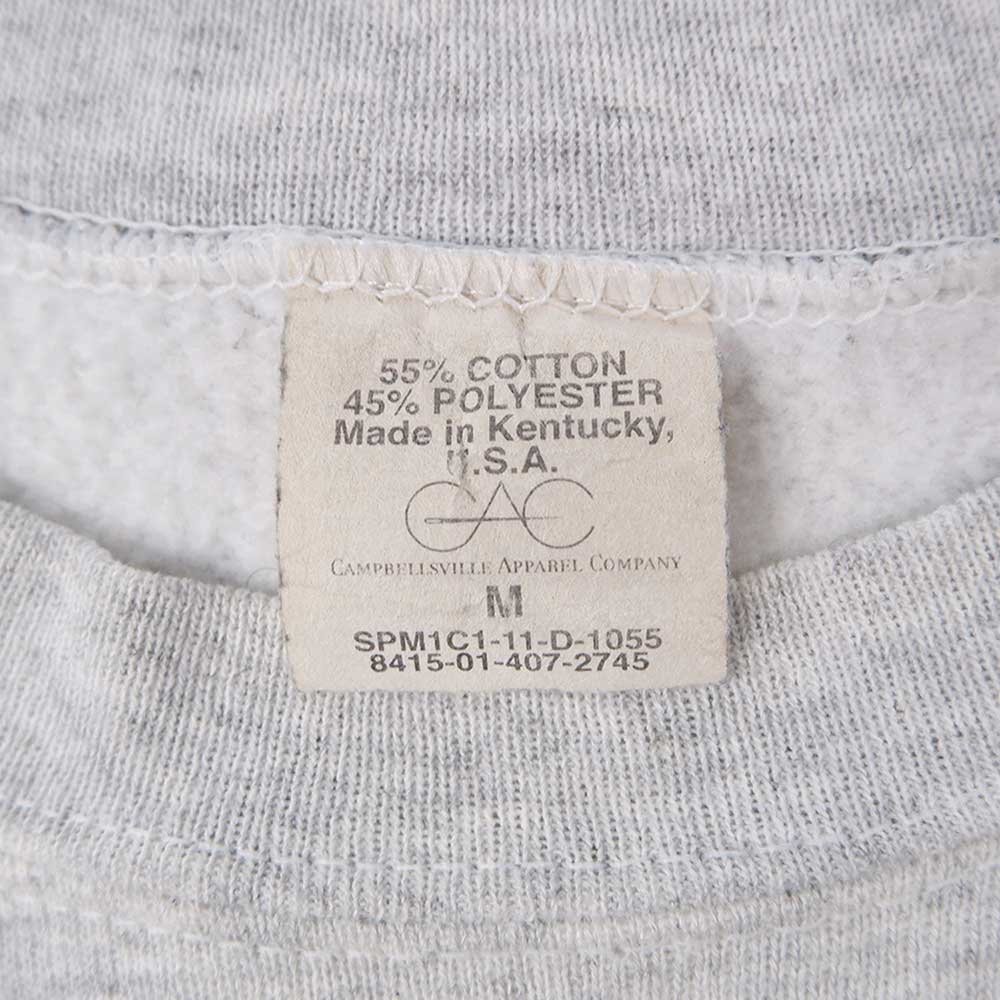 55% COTTON
45% POLYESTER
Made in Kentucky,
U.S.A.
CAC
CAMPBELLSVILLE APPAREL COMPANY
M
SPM1C1-11-D-1055
8415-01-407-2745